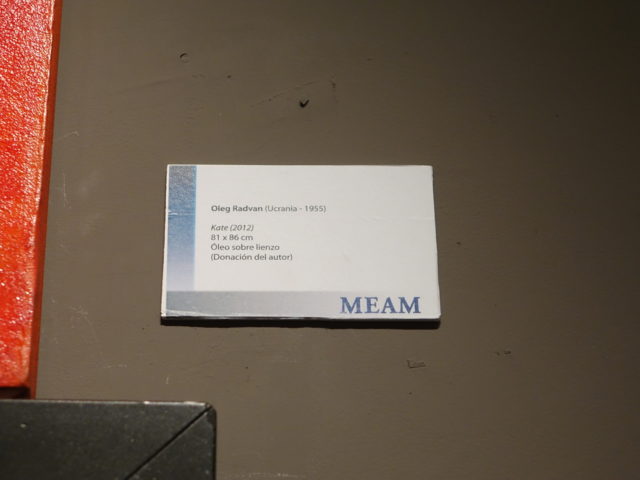 Oleg Radvan (Ucrania - 1955)
Kate (2012)
81 x 86 cm
Óleo sobre lienzo
(Donación del autor)
MEAM